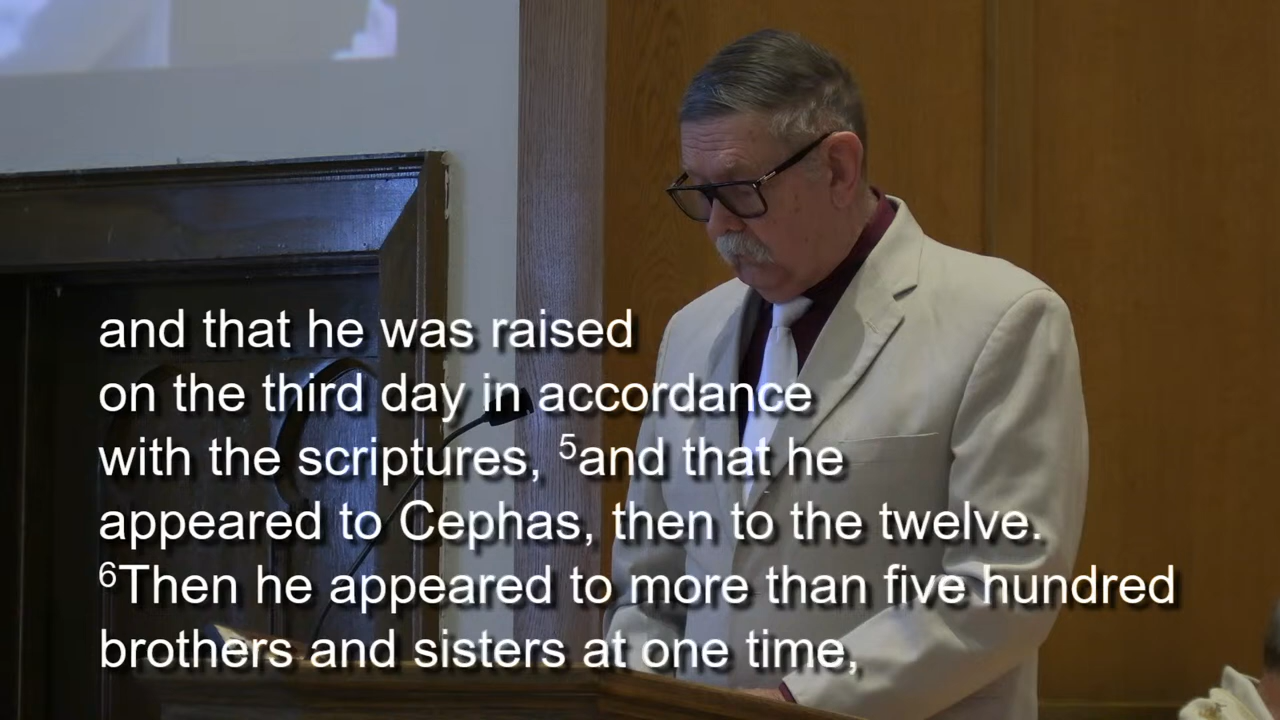 and that he was raised
on the third day in accordance
with the scriptures, ⁵and that he
appeared to Cephas, then to the twelve.
⁶Then he appeared to more than five hundred
brothers and sisters at one time,